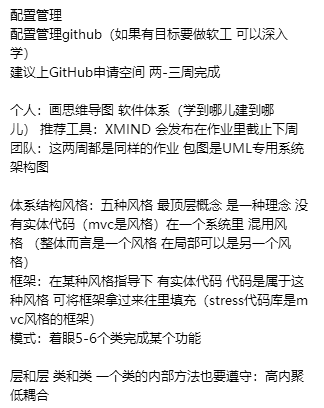 配置管理
配置管理github（如果有目标要做软工 可以深入
学）
建议上GitHub申请空间 两-三周完成
个人：画思维导图 软件体系（学到哪儿建到哪
儿） 推荐工具：XMIND 会发布在作业里截止下周
团队：这两周都是同样的作业 包图是UML专用系统
架构图
体系结构风格：五种风格 最顶层概念 是一种理念 没
有实体代码（mvc是风格）在一个系统里 混用风
格 （整体而言是一个风格 在局部可以是另一个风
格）
框架：在某种风格指导下 有实体代码 代码是属于这
种风格 可将框架拿过来往里填充（stress代码库是m
vc风格的框架）
模式：着眼5-6个类完成某个功能
层和层 类和类 一个类的内部方法也要遵守：高内聚
低耦合